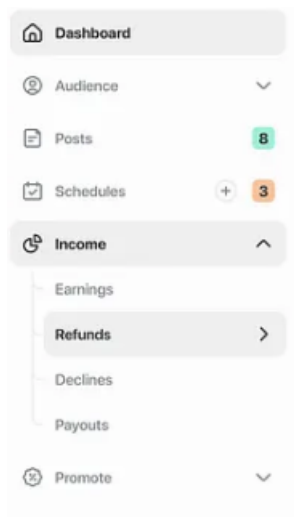 Dashboard
Audience
Posts 8
Schedules + 3
Income
Earnings
Refunds
Declines
Payouts
Promote